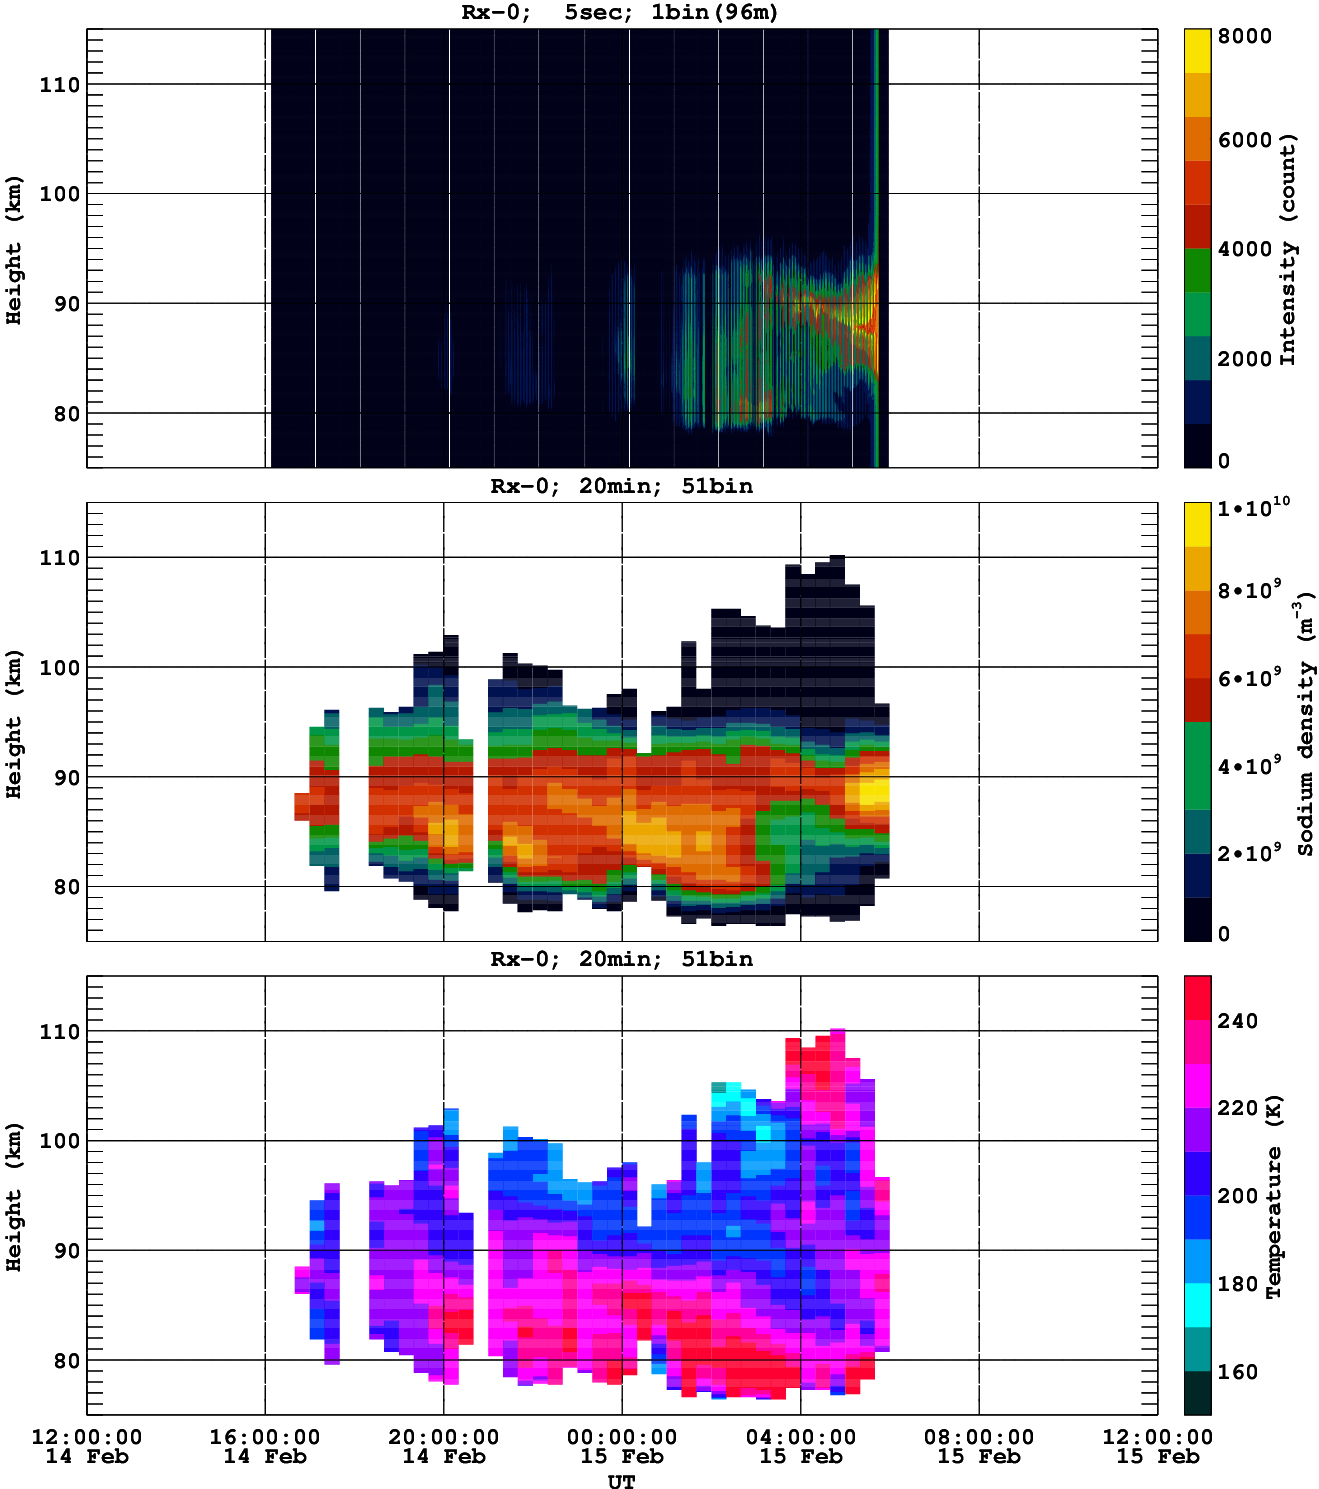 Rx-0;  5sec; 1bin(96m)
110
100
90
80
Height (km)
8000
6000
4000
2000
0
Intensity (count)
Rx-0; 20min; 51bin
110
100
90
80
Height (km)
1•10¹⁰
8•10⁹
6•10⁹
4•10⁹
2•10⁹
0
Sodium density (m⁻³)
Rx-0; 20min; 51bin
110
100
90
80
Height (km)
240
220
200
180
160
Temperature (K)
12:00:00 16:00:00 20:00:00 00:00:00 04:00:00 08:00:00 12:00:00
14 Feb 14 Feb 14 Feb 15 Feb 15 Feb 15 Feb 15 Feb
UT